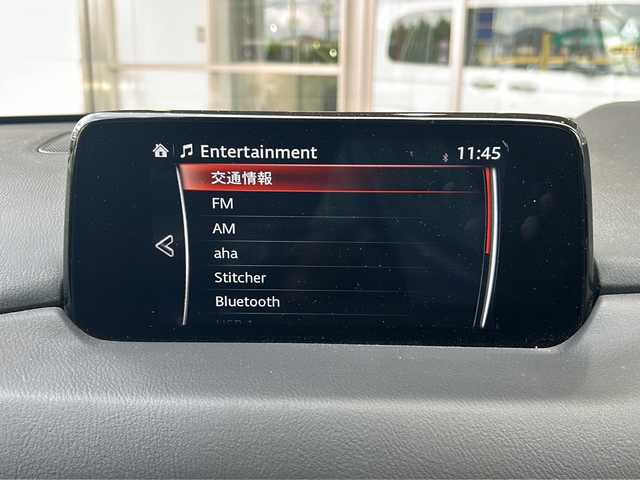 Entertainment 11:45
交通情報
FM
AM
aha
Stitcher
Bluetooth